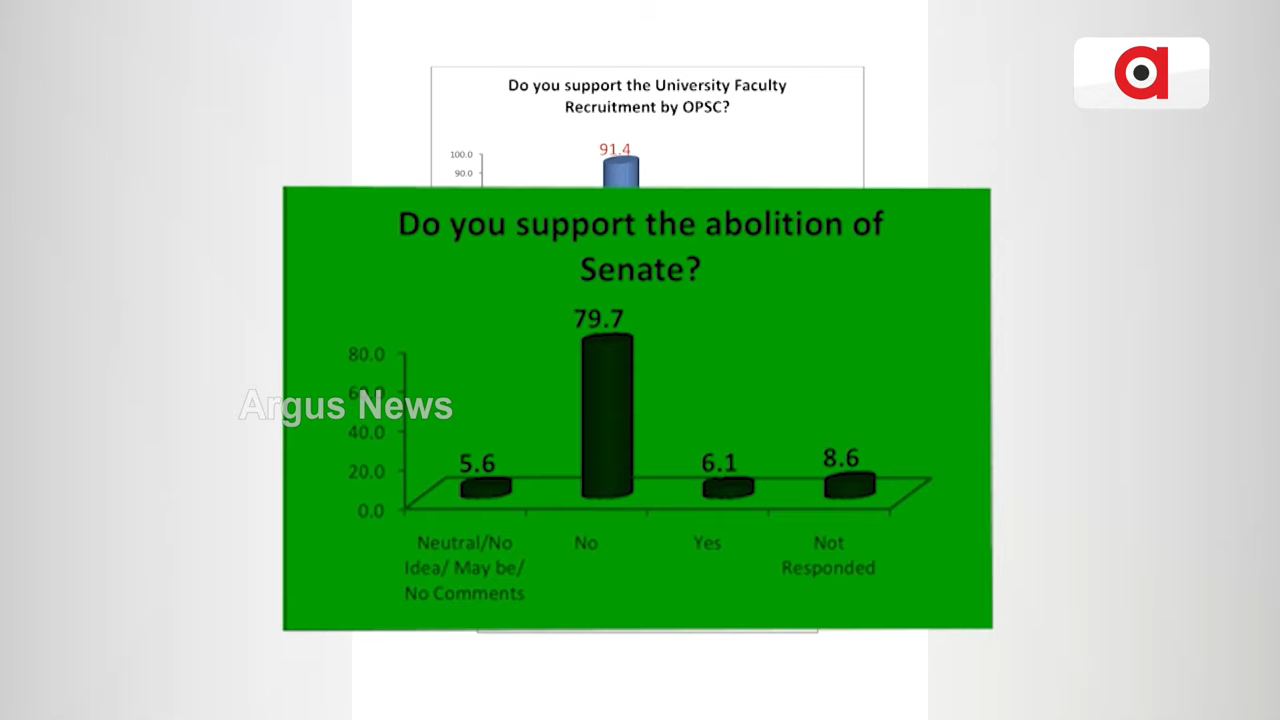 Do you support the University Faculty
Recruitment by OPSC?
91.4
100.0
90.0
Do you support the abolition of
Senate?
79.7
80.0
60.0
Argus News
40.0
5.6
6.1
8.6
20.0
0.0
Neutral/No
Idea/ May be/
No Comments
No
Yes
Not
Responded